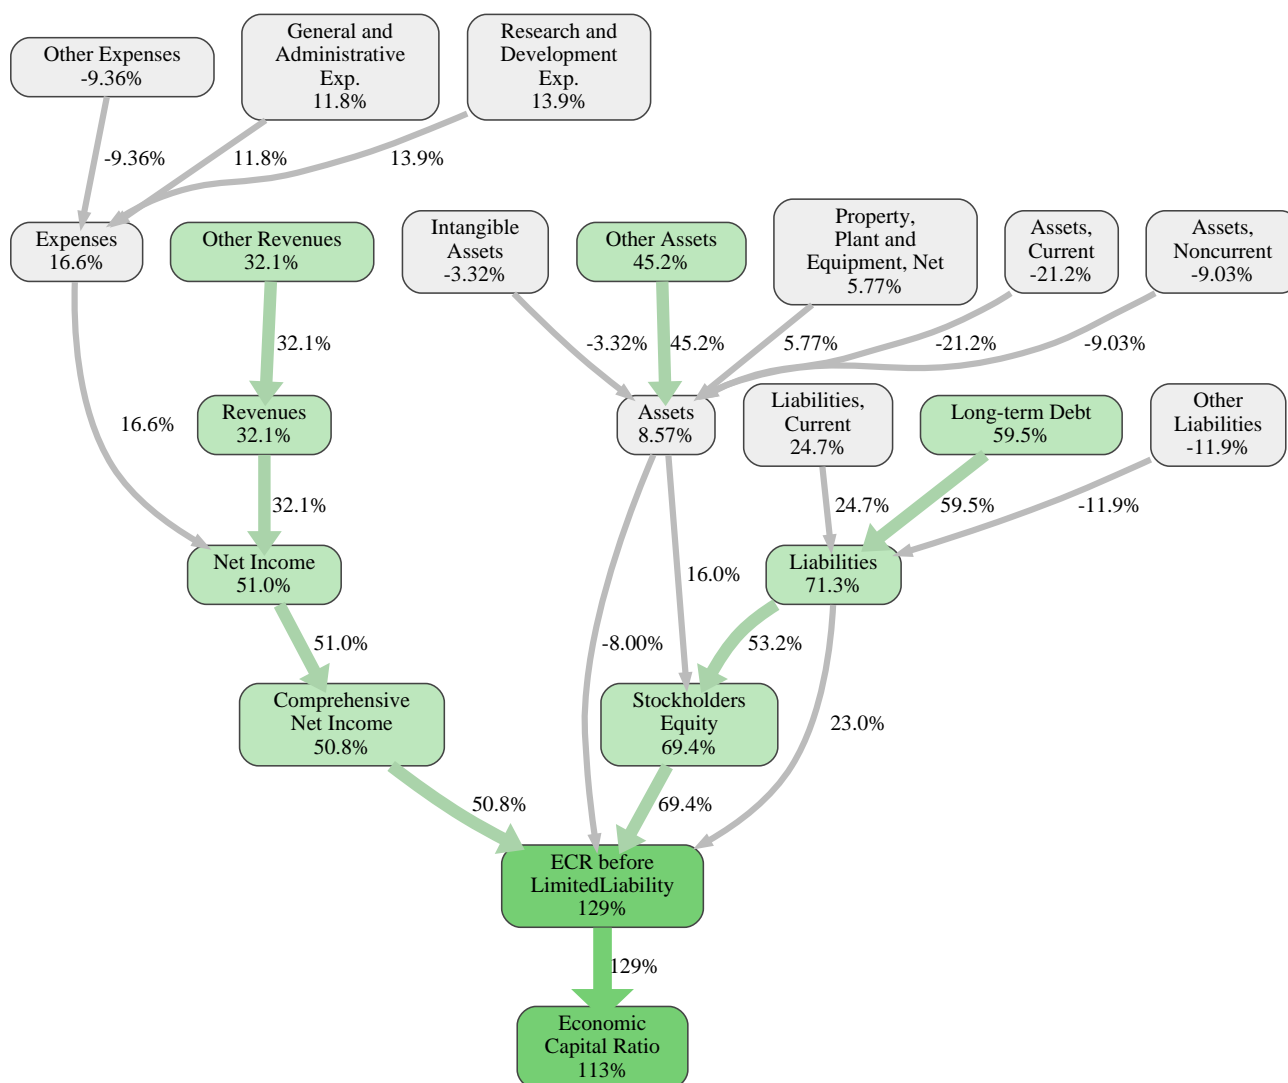 Other Expenses
-9.36%
General and
Administrative
Exp.
11.8%
Research and
Development
Exp.
13.9%
-9.36%
11.8%
13.9%
Expenses
16.6%
Other Revenues
32.1%
Intangible
Assets
-3.32%
Other Assets
45.2%
Property,
Plant and
Equipment, Net
5.77%
Assets,
Current
-21.2%
Assets,
Noncurrent
-9.03%
32.1%
-3.32%
45.2%
5.77%
-21.2%
-9.03%
16.6%
Revenues
32.1%
Assets
8.57%
Liabilities,
Current
24.7%
Long-term Debt
59.5%
Other
Liabilities
-11.9%
32.1%
24.7%
59.5%
-11.9%
Net Income
51.0%
16.0%
Liabilities
71.3%
51.0%
-8.00%
53.2%
Comprehensive
Net Income
50.8%
Stockholders
Equity
69.4%
23.0%
50.8%
69.4%
ECR before
LimitedLiability
129%
129%
Economic
Capital Ratio
113%